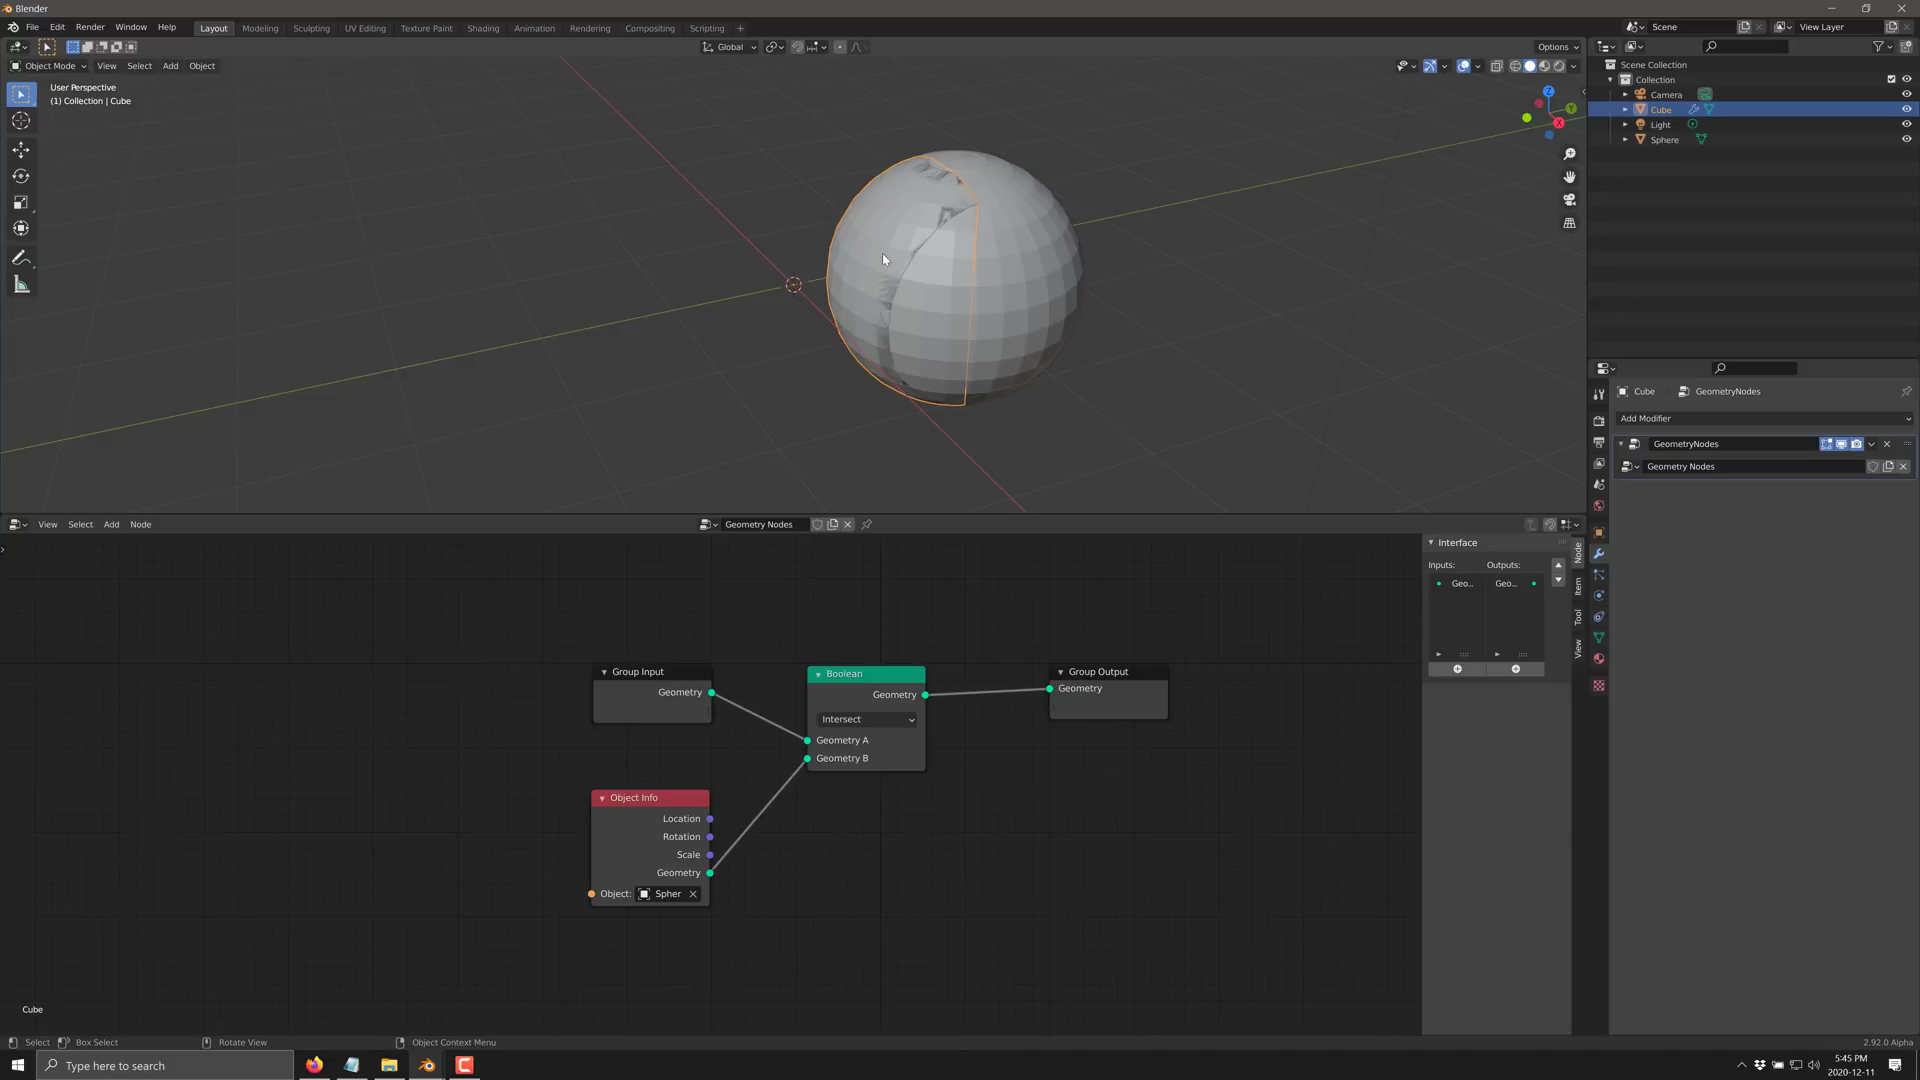 Blender
File Edit Render Window Help
Layout Modeling Sculpting UV Editing Texture Paint Shading Animation Rendering Compositing Scripting +
Scene
View Layer
Global
Options
Object Mode View Select Add Object
User Perspective
(1) Collection | Cube
Z
Y
X
Scene Collection
Collection
Camera
Cube
Light
Sphere
Cube GeometryNodes
Add Modifier
GeometryNodes
Geometry Nodes
View Select Add Node
Geometry Nodes
Interface
Inputs: Outputs:
Geo... Geo...
Node
Item
Tool
View
Group Input
Geometry
Boolean
Geometry
Intersect
Geometry A
Geometry B
Group Output
Geometry
Object Info
Location
Rotation
Scale
Geometry
Object: Spher
Cube
Select Box Select Rotate View Object Context Menu
2.92.0 Alpha
Type here to search
5:45 PM
2020-12-11